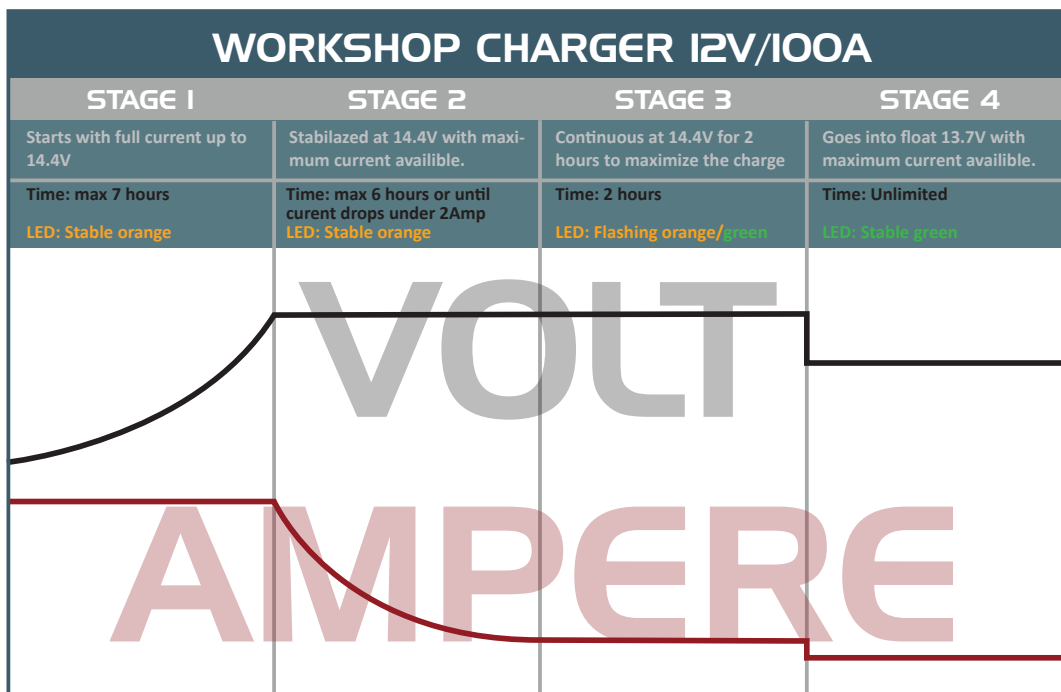 WORKSHOP CHARGER 12V/100A
STAGE 1
STAGE 2
STAGE 3
STAGE 4
Starts with full current up to
14.4V
Stabilazed at 14.4V with maxi-
mum current availible.
Continuous at 14.4V for 2
hours to maximize the charge
Goes into float 13.7V with
maximum current availible.
Time: max 7 hours
LED: Stable orange
Time: max 6 hours or until
curent drops under 2Amp
LED: Stable orange
Time: 2 hours
LED: Flashing orange/green
Time: Unlimited
LED: Stable green
VOLT
AMPERE